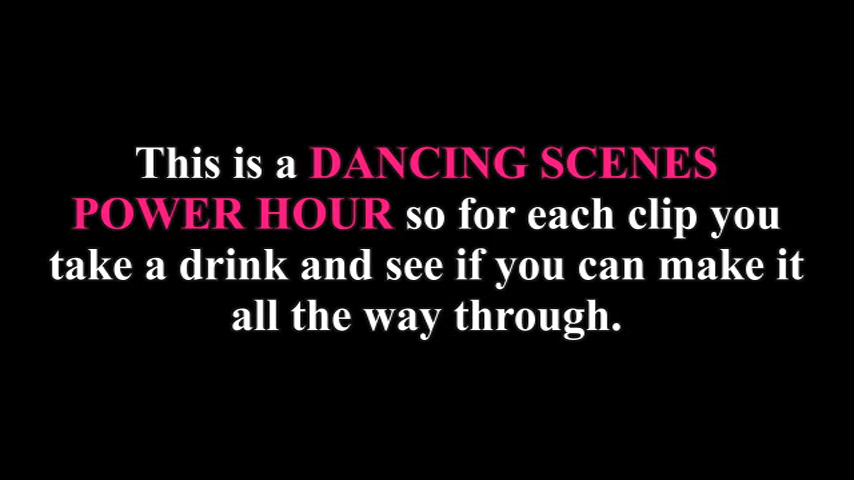 This is a DANCING SCENES
POWER HOUR so for each clip you
take a drink and see if you can make it
all the way through.